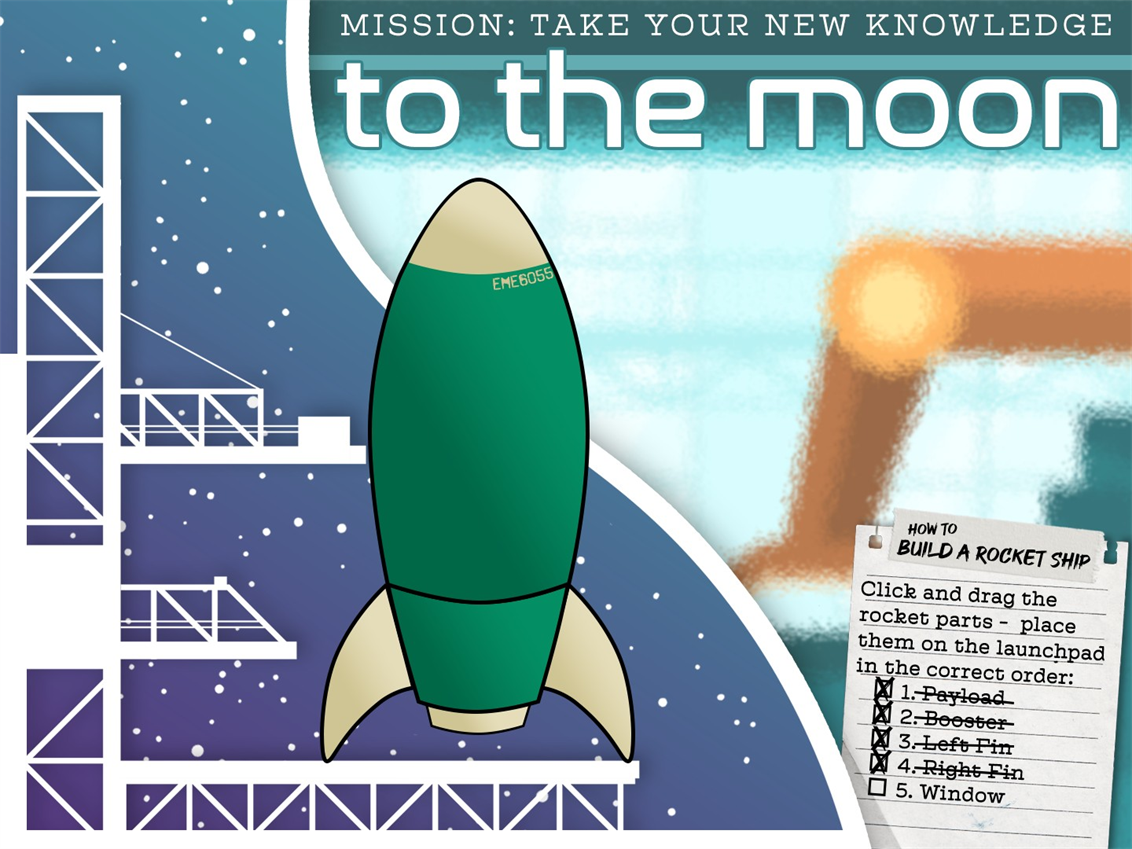 MISSION: TAKE YOUR NEW KNOWLEDGE
to the moon
EME6055
HOW TO
BUILD A ROCKET SHIP
Click and drag the
rocket parts - place
them on the launchpad
in the correct order:
1. Payload
2. Booster
3. Left Fin
4. Right Fin
5. Window